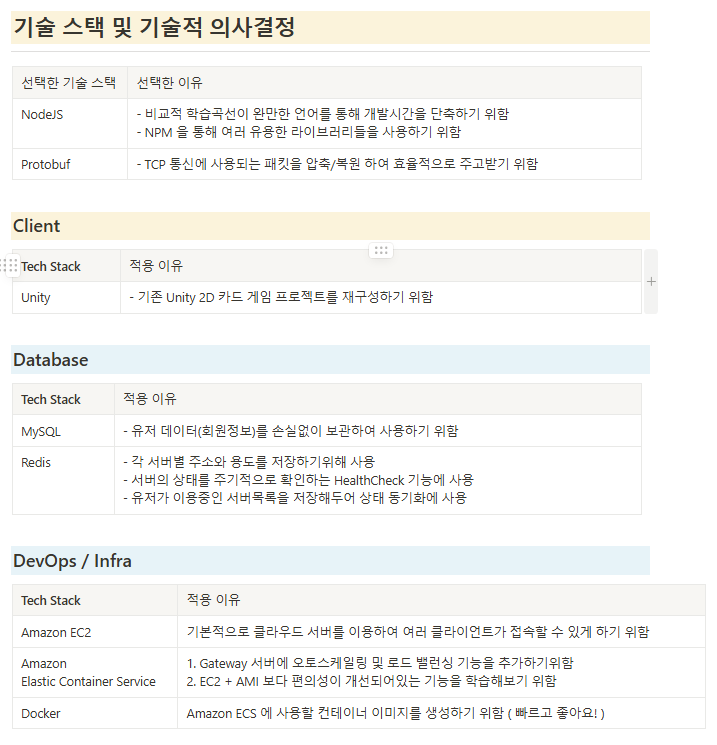 기술 스택 및 기술적 의사결정
선택한 기술 스택
선택한 이유
NodeJS
- 비교적 학습곡선이 완만한 언어를 통해 개발시간을 단축하기 위함
- NPM 을 통해 여러 유용한 라이브러리들을 사용하기 위함
Protobuf
- TCP 통신에 사용되는 패킷을 압축/복원 하여 효율적으로 주고받기 위함
Client
Tech Stack
적용 이유
Unity
- 기존 Unity 2D 카드 게임 프로젝트를 재구성하기 위함
Database
Tech Stack
적용 이유
MySQL
- 유저 데이터(회원정보)를 손실없이 보관하여 사용하기 위함
Redis
- 각 서버별 주소와 용도를 저장하기위해 사용
- 서버의 상태를 주기적으로 확인하는 HealthCheck 기능에 사용
- 유저가 이용중인 서버목록을 저장해두어 상태 동기화에 사용
DevOps / Infra
Tech Stack
적용 이유
Amazon EC2
기본적으로 클라우드 서버를 이용하여 여러 클라이언트가 접속할 수 있게 하기 위함
Amazon
Elastic Container Service
1. Gateway 서버에 오토스케일링 및 로드 밸런싱 기능을 추가하기위함
2. EC2 + AMI 보다 편의성이 개선되어있는 기능을 학습해보기 위함
Docker
Amazon ECS 에 사용할 컨테이너 이미지를 생성하기 위함 ( 빠르고 좋아요! )